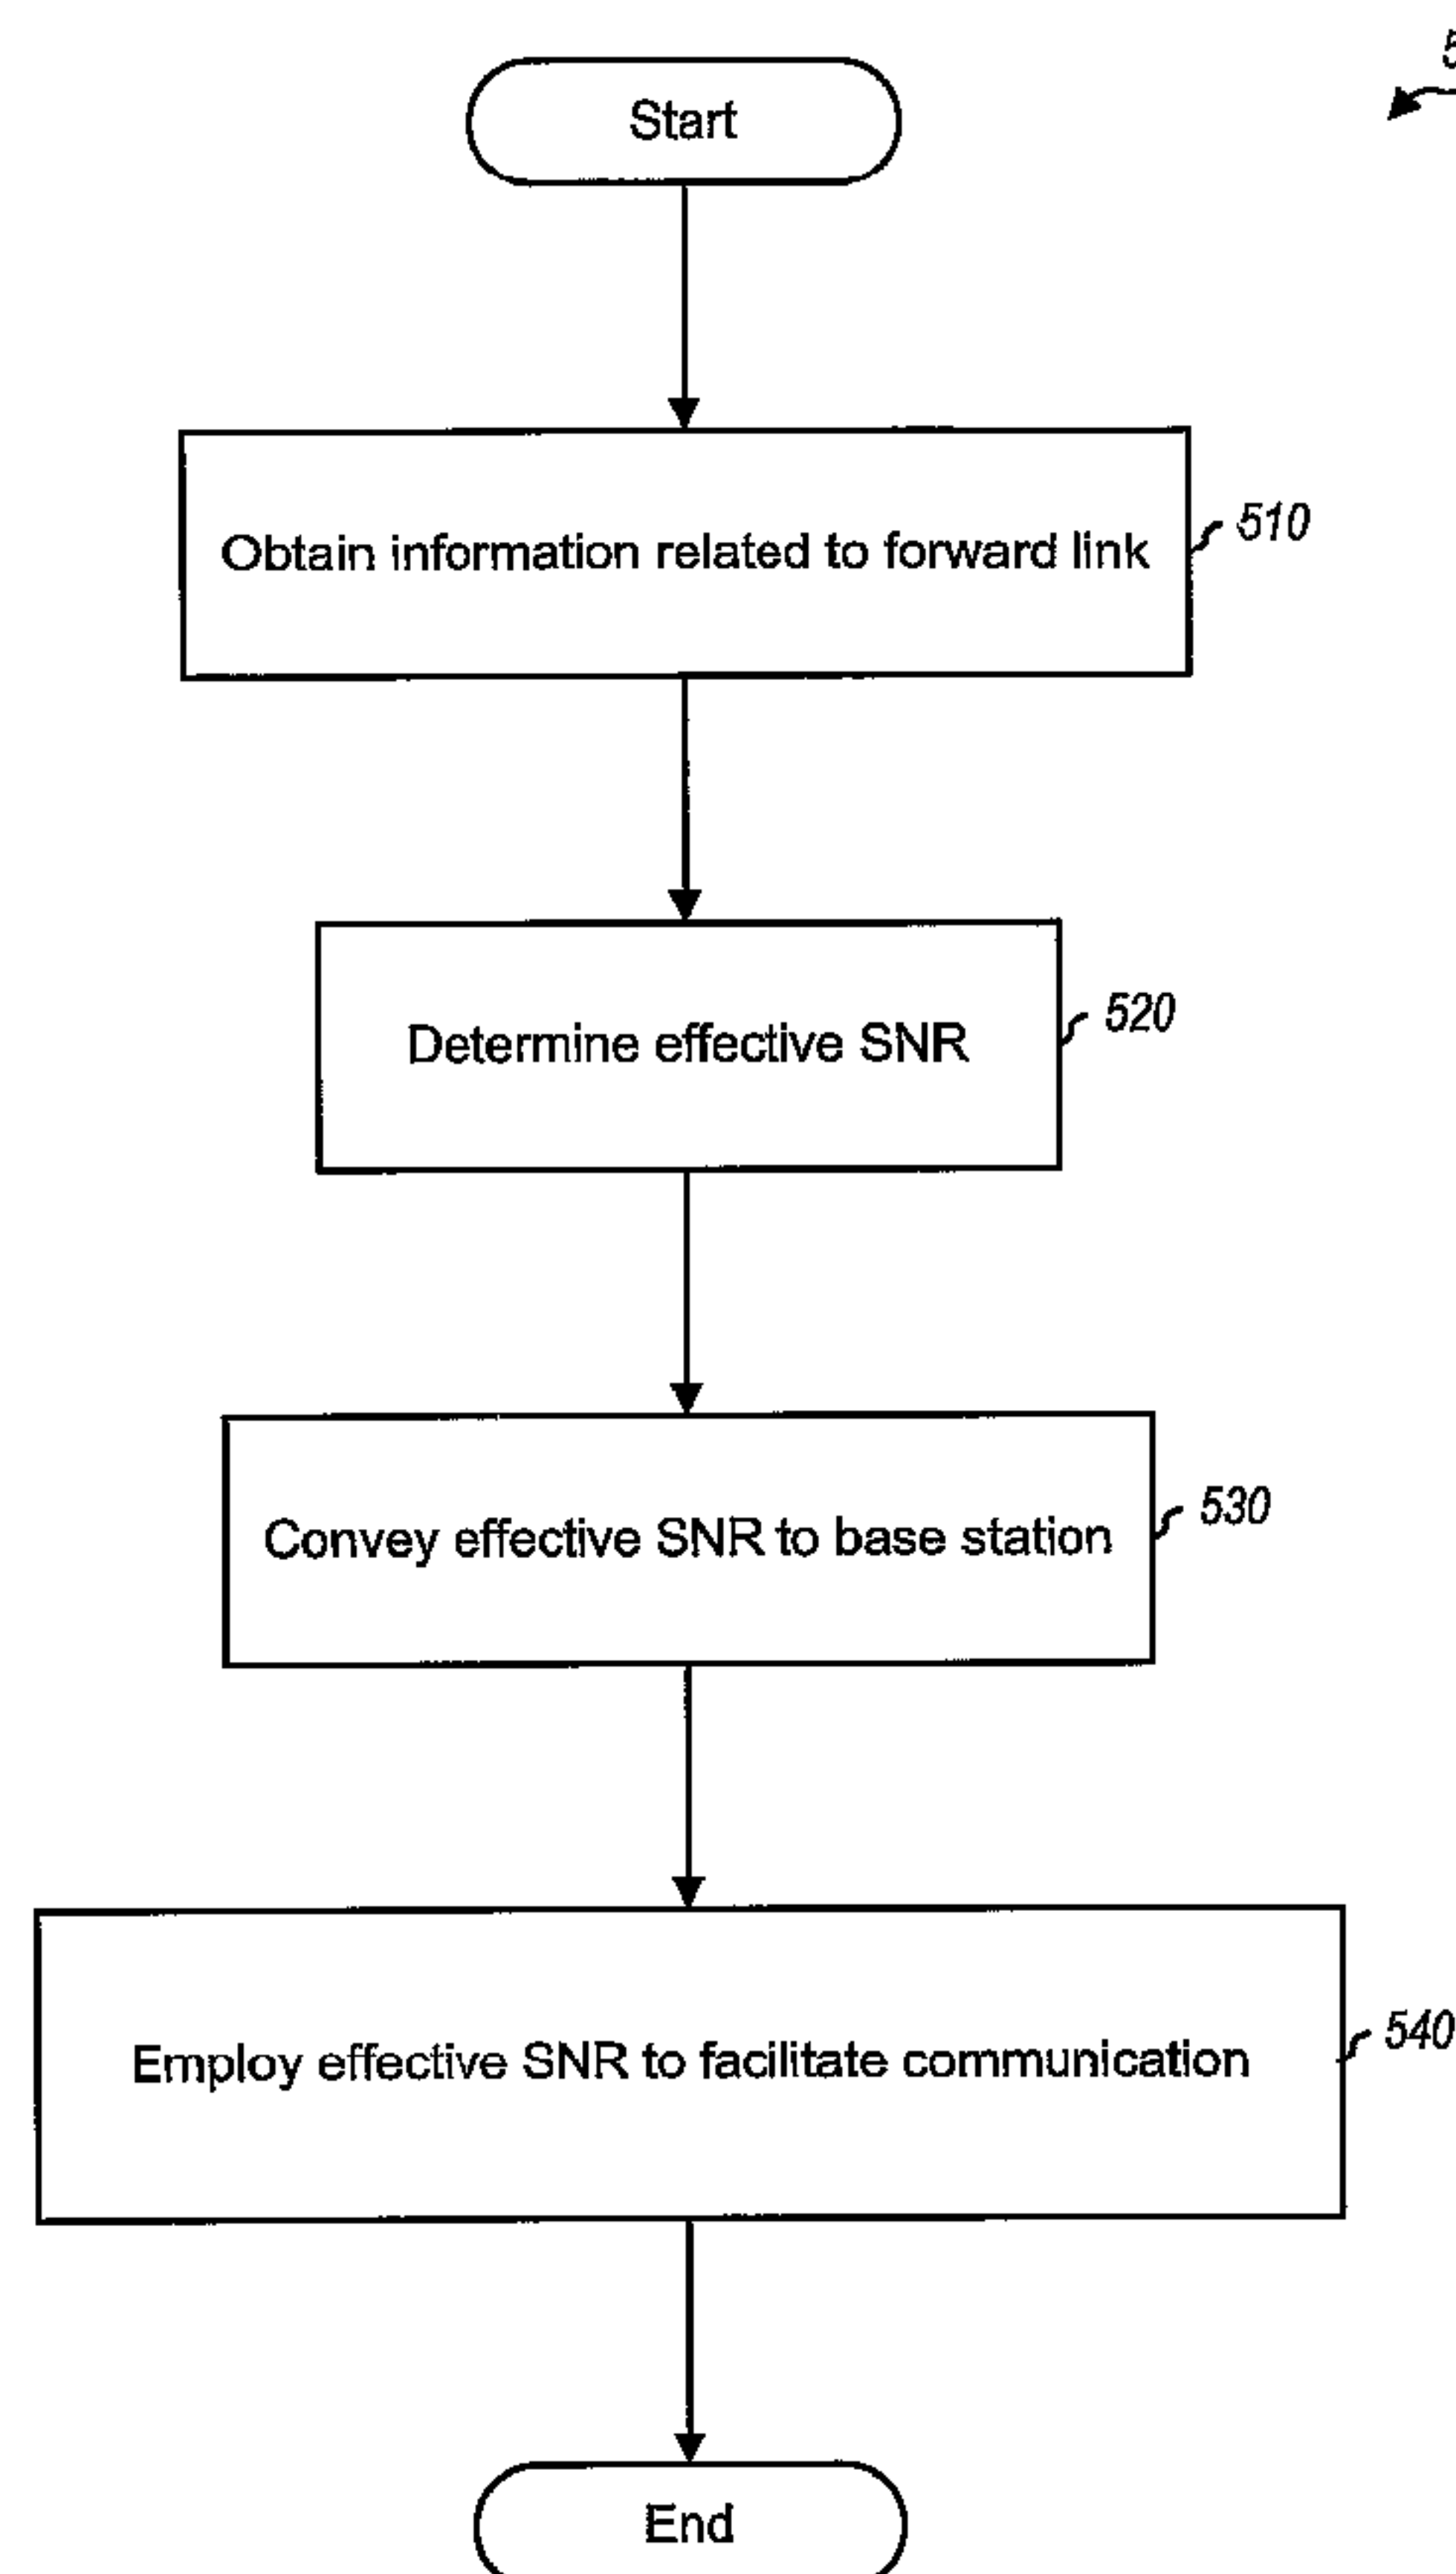 Start
Obtain information related to forward link
510
Determine effective SNR
520
Convey effective SNR to base station
530
Employ effective SNR to facilitate communication
540
End